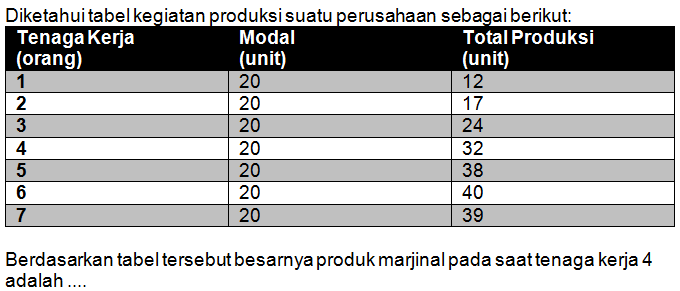 Diketahui tabel kegiatan produksi suatu perusahaan sebagai berikut:
Tenaga Kerja (orang) Modal (unit) Total Produksi (unit)
1 20 12
2 20 17
3 20 24
4 20 32
5 20 38
6 20 40
7 20 39
Berdasarkan tabel tersebut besarnya produk marjinal pada saat tenaga kerja 4
adalah ....